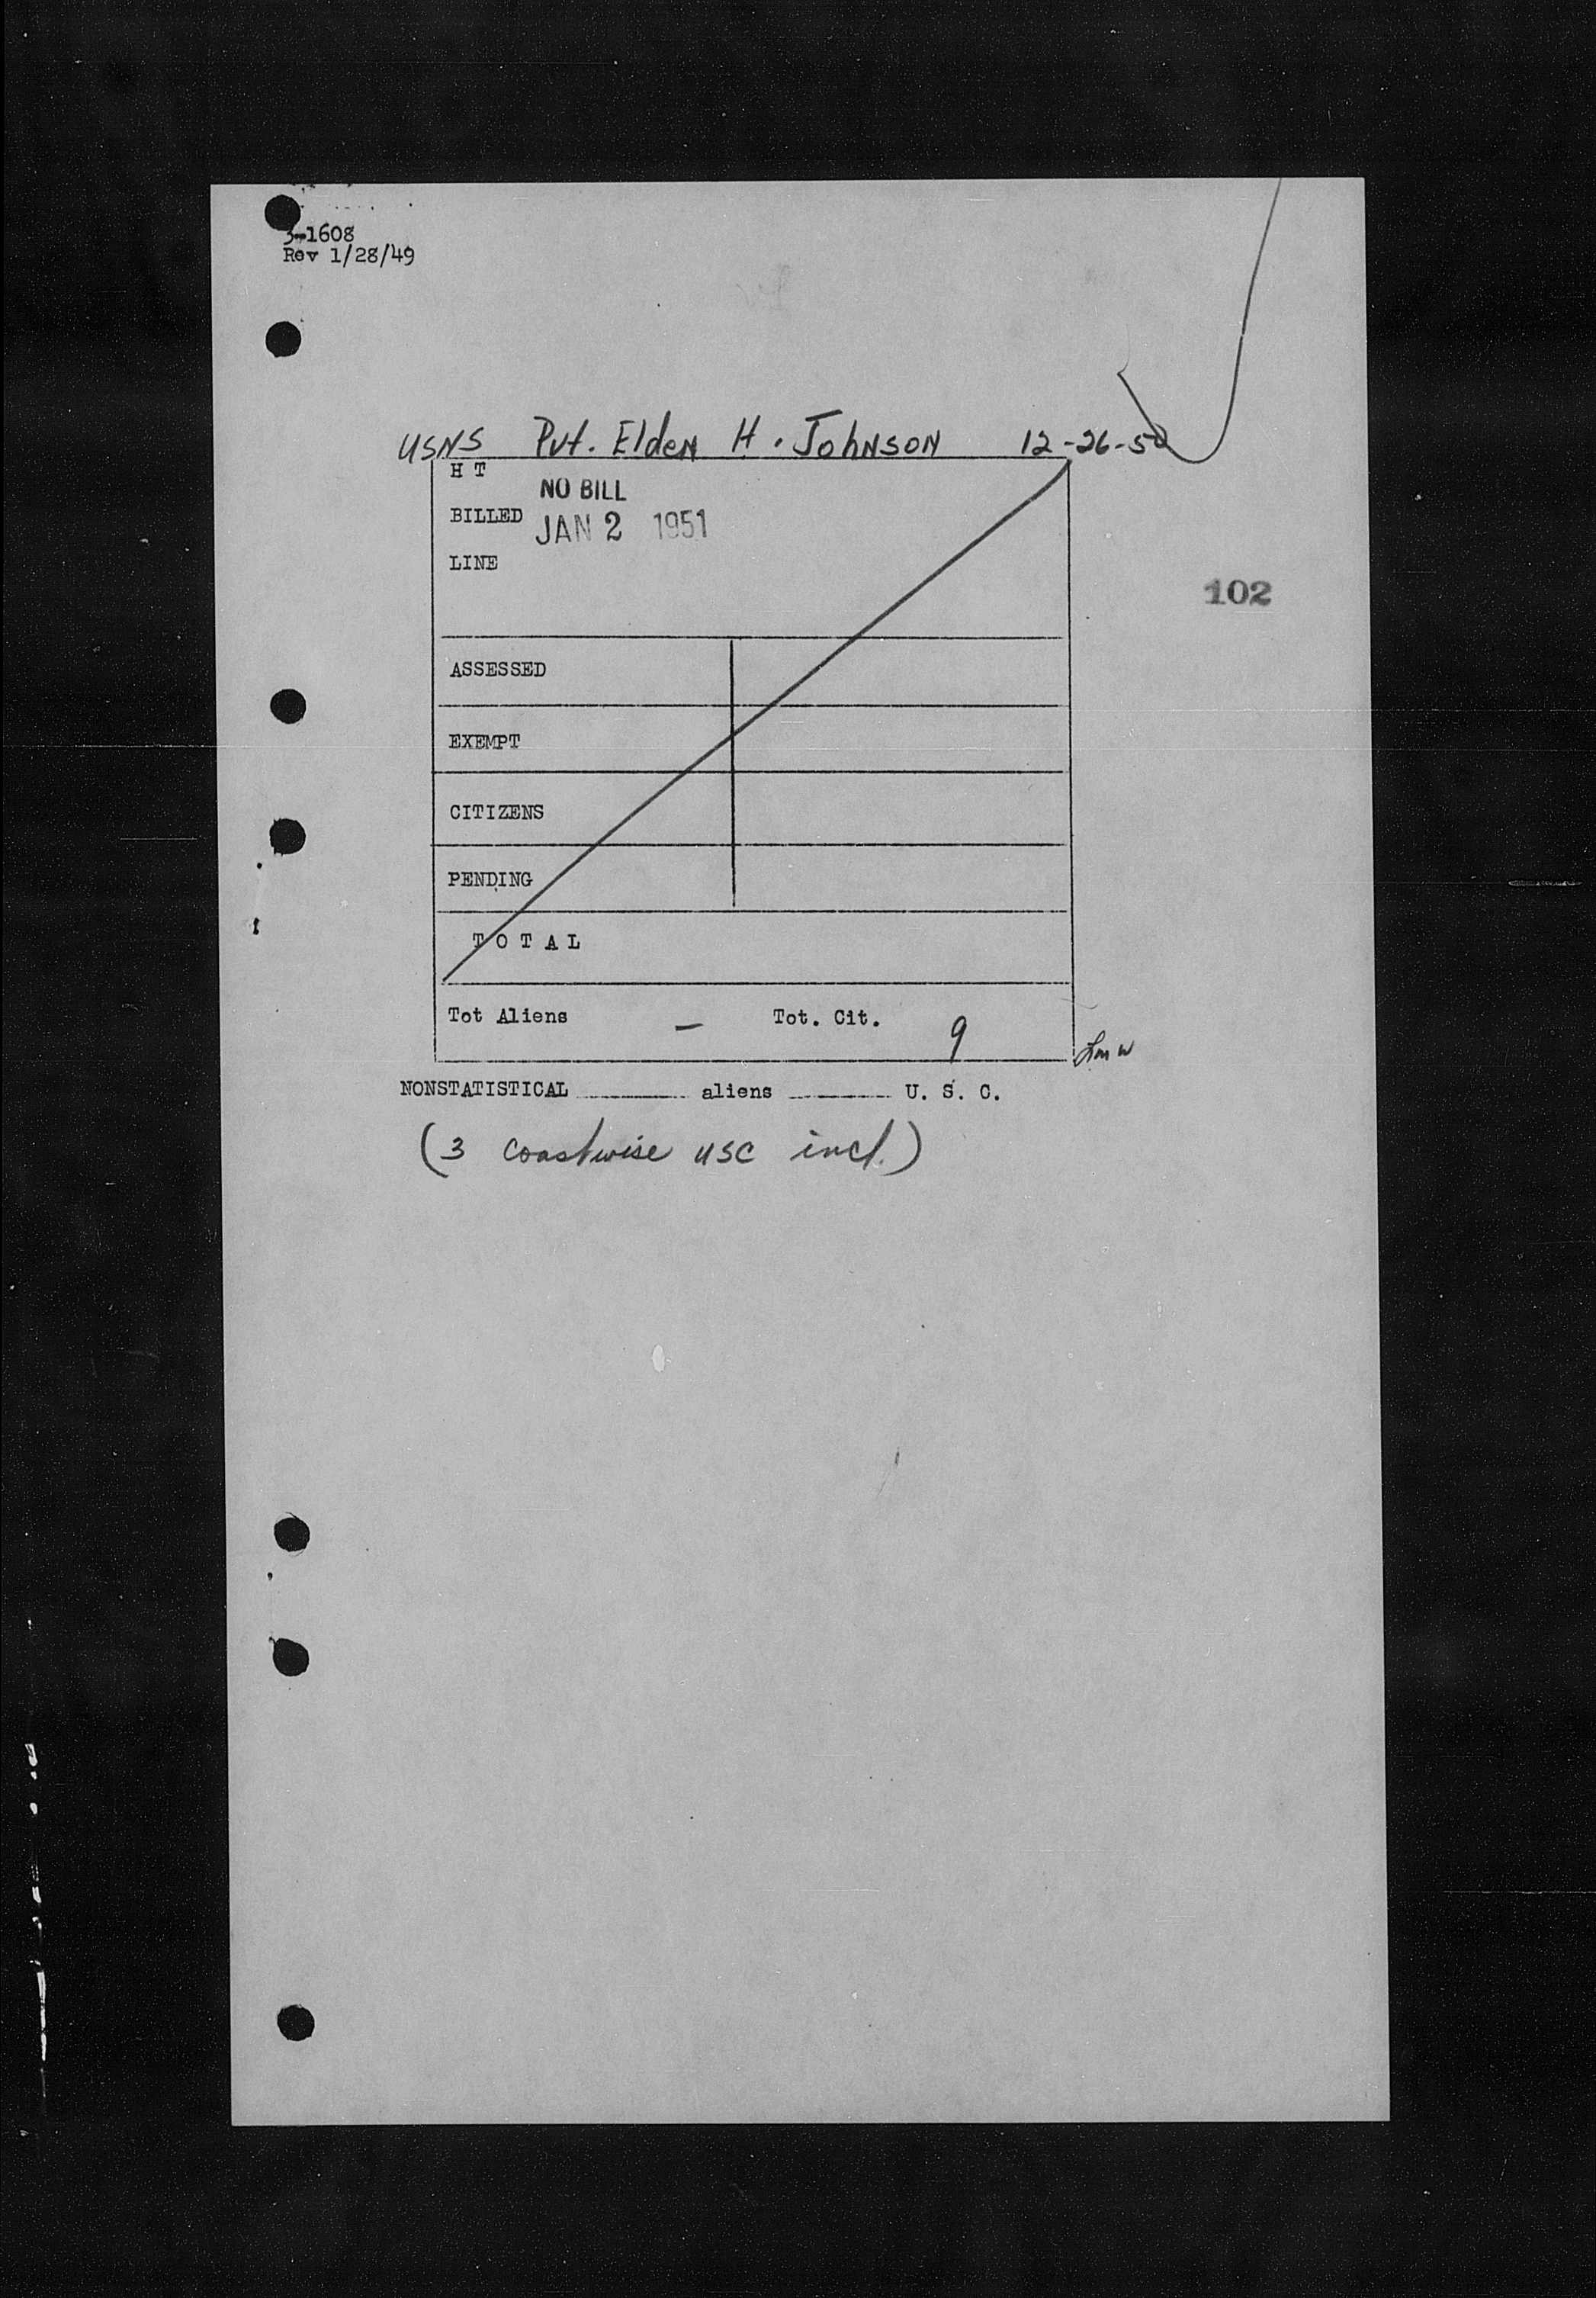 3-1608
Rev 1/28/49
USNS Pvt. Elden H. Johnson 12-26-50
H T
NO BILL
BILLED JAN 2 1951
LINE
102
ASSESSED
EXEMPT
CITIZENS
PENDING
T O T A L
Tot Aliens – Tot. Cit. 9
NONSTATISTICAL aliens U. S. C.
(3 coastwise USC incl.)